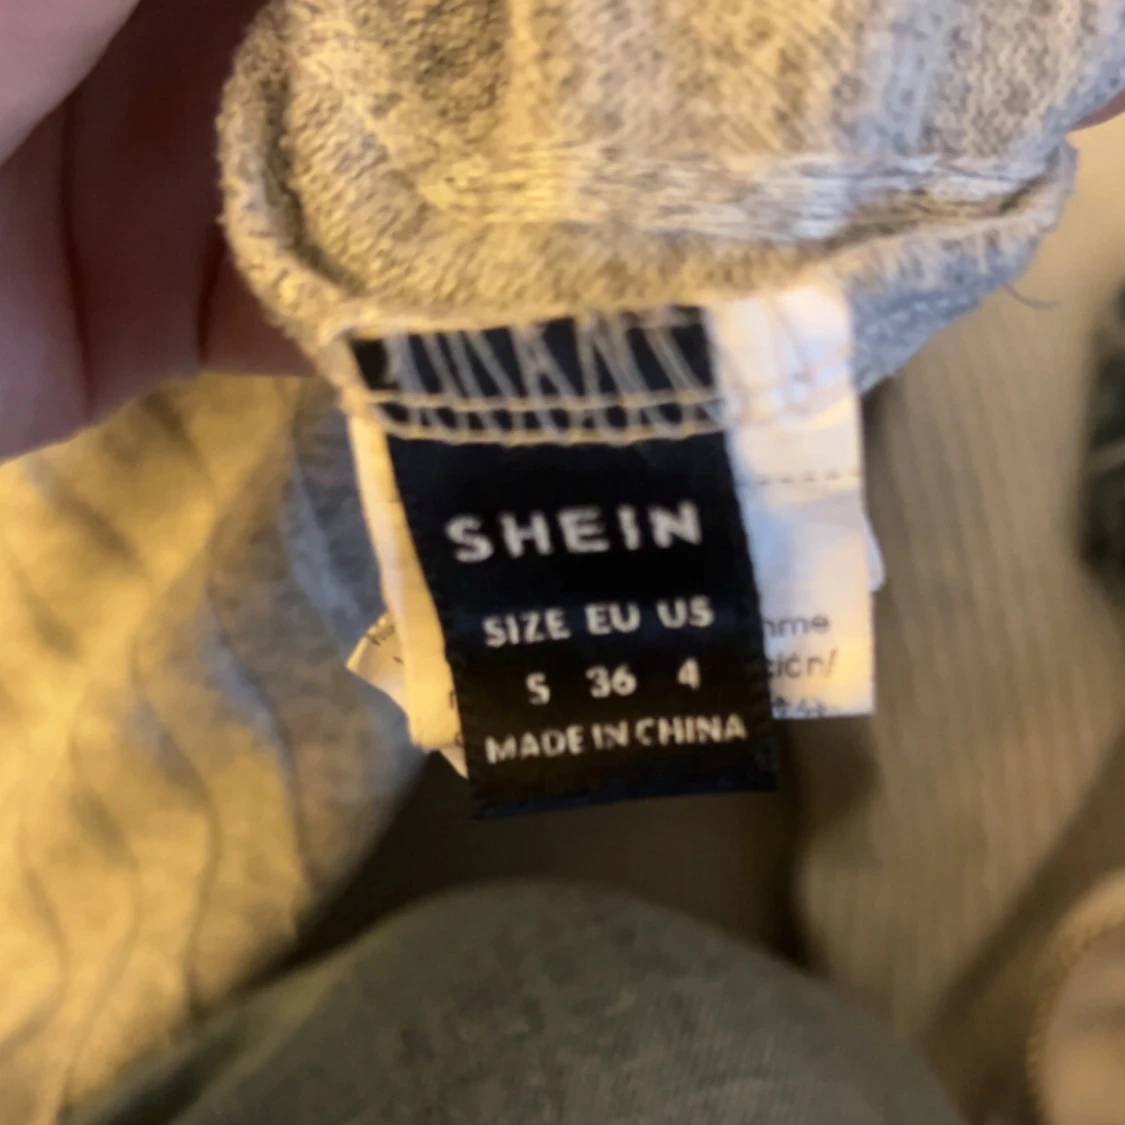 SHEIN
SIZE EU US
S 36 4
MADE IN CHINA